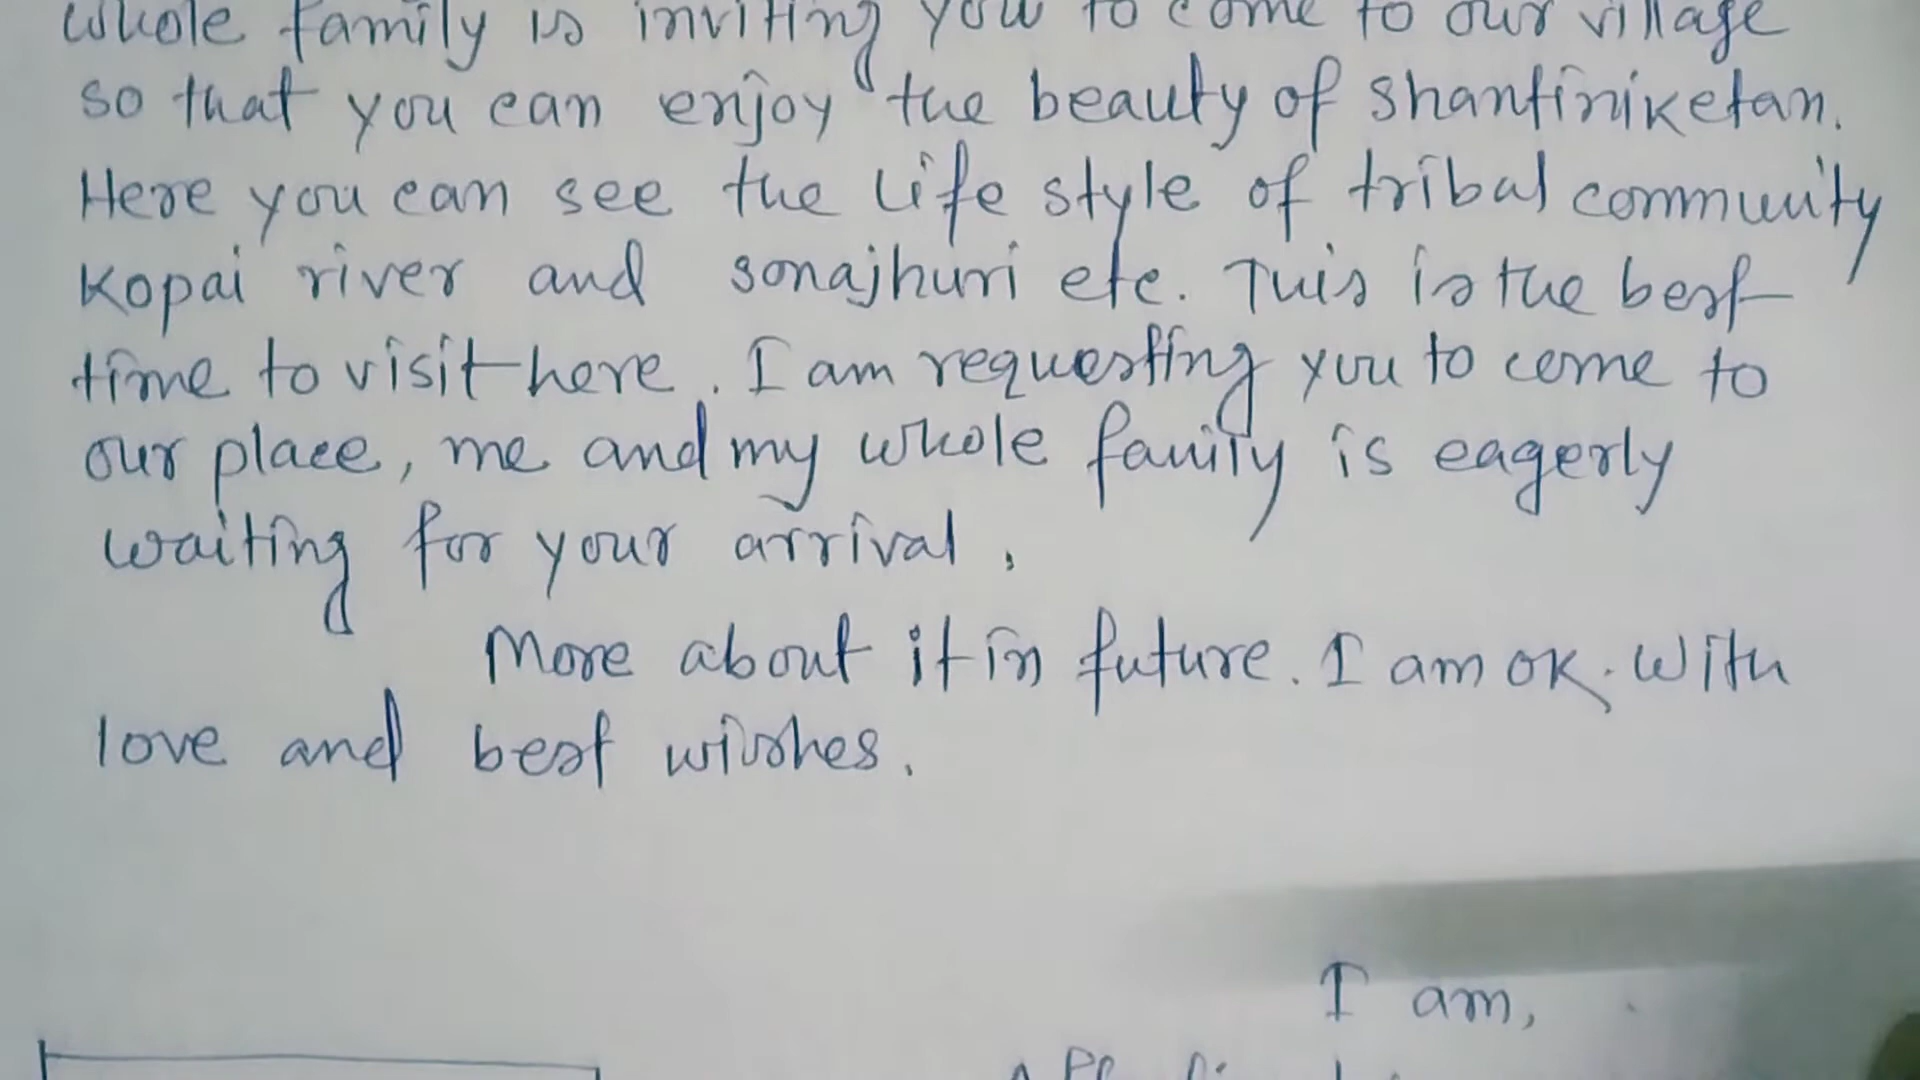 whole family is inviting you to come to our village
so that you can enjoy the beauty of shantiniketan.
Here you can see the life style of tribal community
kopai river and sonajhuri etc. This is the best
time to visit here. I am requesting you to come to
our place, me and my whole family is eagerly
waiting for your arrival.
More about it in future. I am ok. With
love and best wishes.
I am,